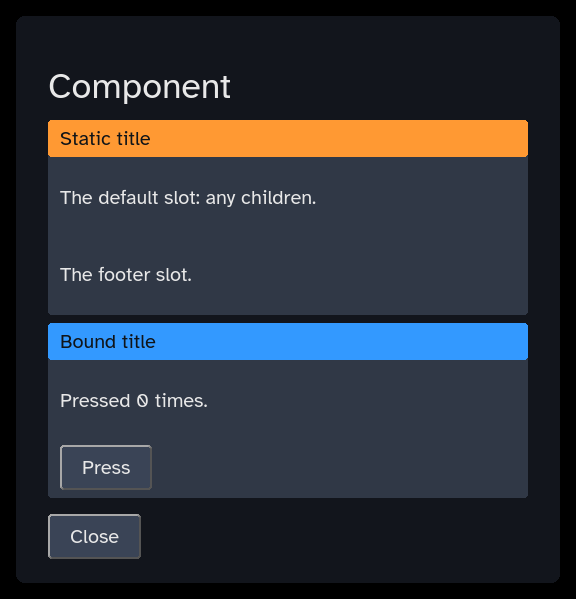 Component
Static title
The default slot: any children.
The footer slot.
Bound title
Pressed 0 times.
Press
Close